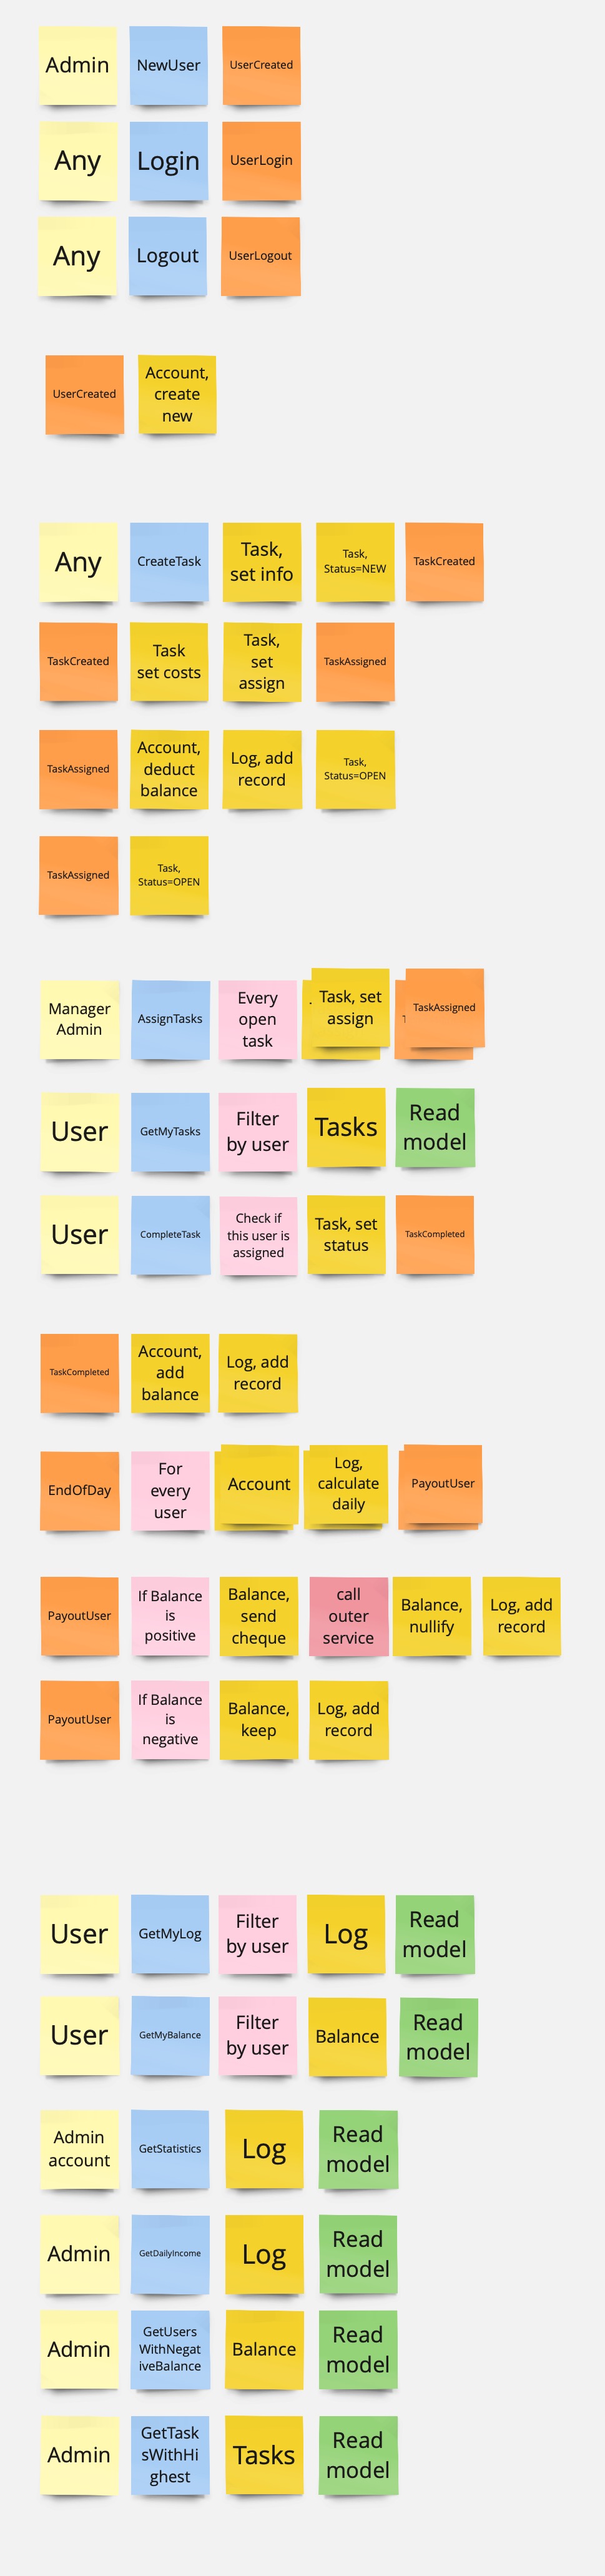 Admin
NewUser
UserCreated
Any
Login
UserLogin
Any
Logout
UserLogout
UserCreated
Account,
create
new
Any
CreateTask
Task,
set info
Task,
Status=NEW
TaskCreated
TaskCreated
Task
set costs
Task,
set
assign
TaskAssigned
TaskAssigned
Account,
deduct
balance
Log, add
record
Task,
Status=OPEN
TaskAssigned
Task,
Status=OPEN
Manager
Admin
AssignTasks
Every
open
task
Task, set
assign
TaskAssigned
User
GetMyTasks
Filter
by user
Tasks
Read
model
User
CompleteTask
Check if
this user is
assigned
Task, set
status
TaskCompleted
TaskCompleted
Account,
add
balance
Log, add
record
EndOfDay
For
every
user
Account
Log,
calculate
daily
PayoutUser
PayoutUser
If Balance
is
positive
Balance,
send
cheque
call
outer
service
Balance,
nullify
Log, add
record
PayoutUser
If Balance
is
negative
Balance,
keep
Log, add
record
User
GetMyLog
Filter
by user
Log
Read
model
User
GetMyBalance
Filter
by user
Balance
Read
model
Admin
account
GetStatistics
Log
Read
model
Admin
GetDailyIncome
Log
Read
model
Admin
GetUsers
WithNegat
iveBalance
Balance
Read
model
Admin
GetTask
sWithHi
ghest
Tasks
Read
model